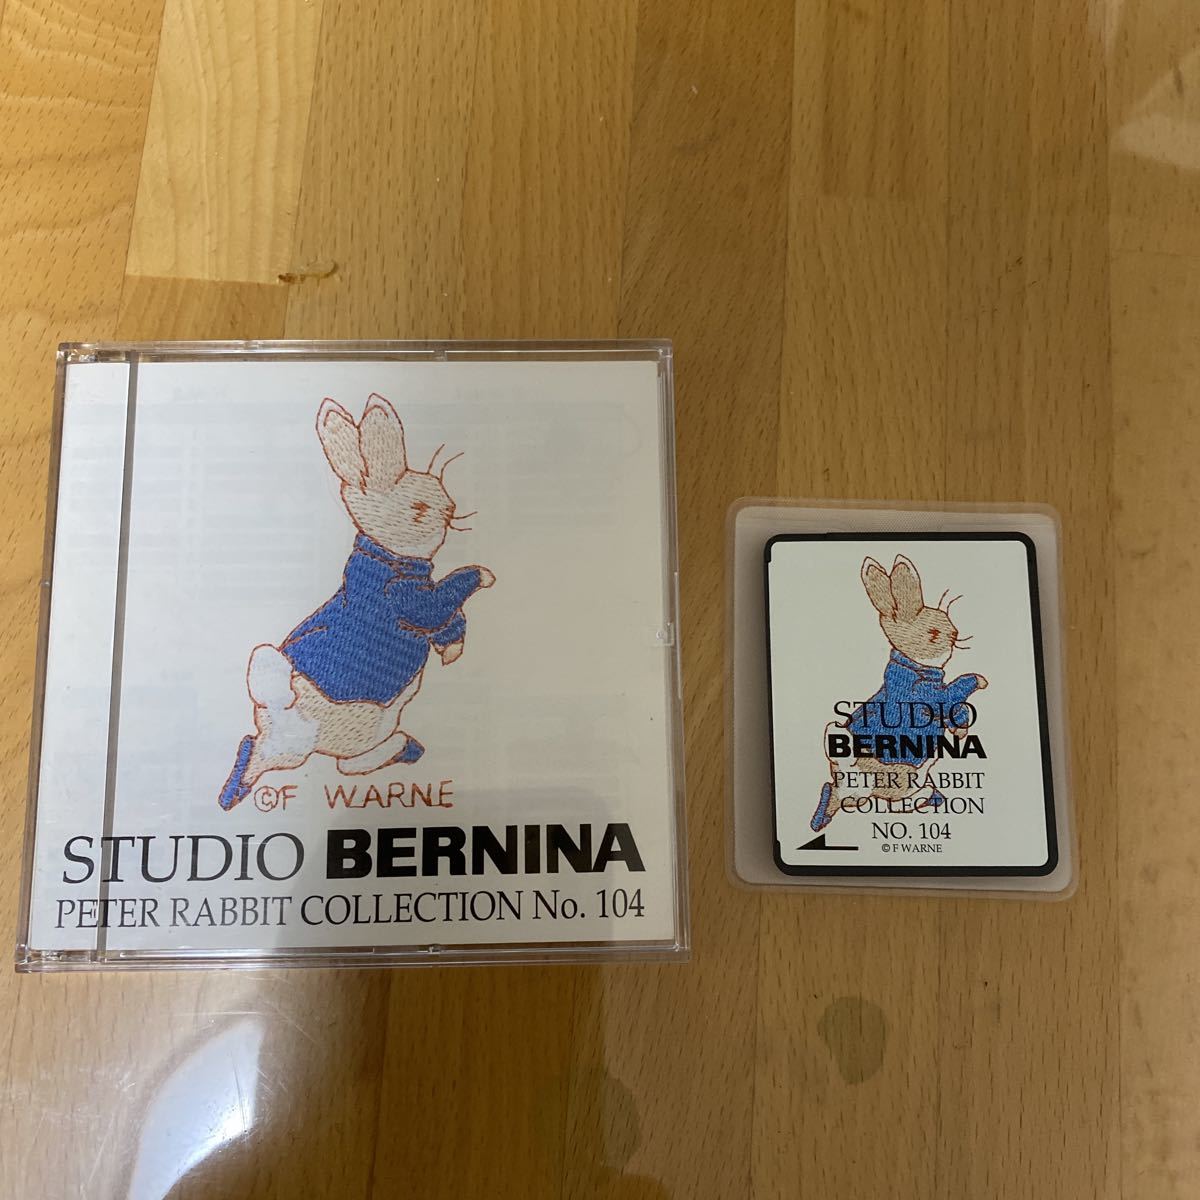 ©F WARNE
STUDIO BERNINA
PETER RABBIT COLLECTION No. 104
STUDIO
BERNINA
PETER RABBIT
COLLECTION
NO. 104
© F WARNE